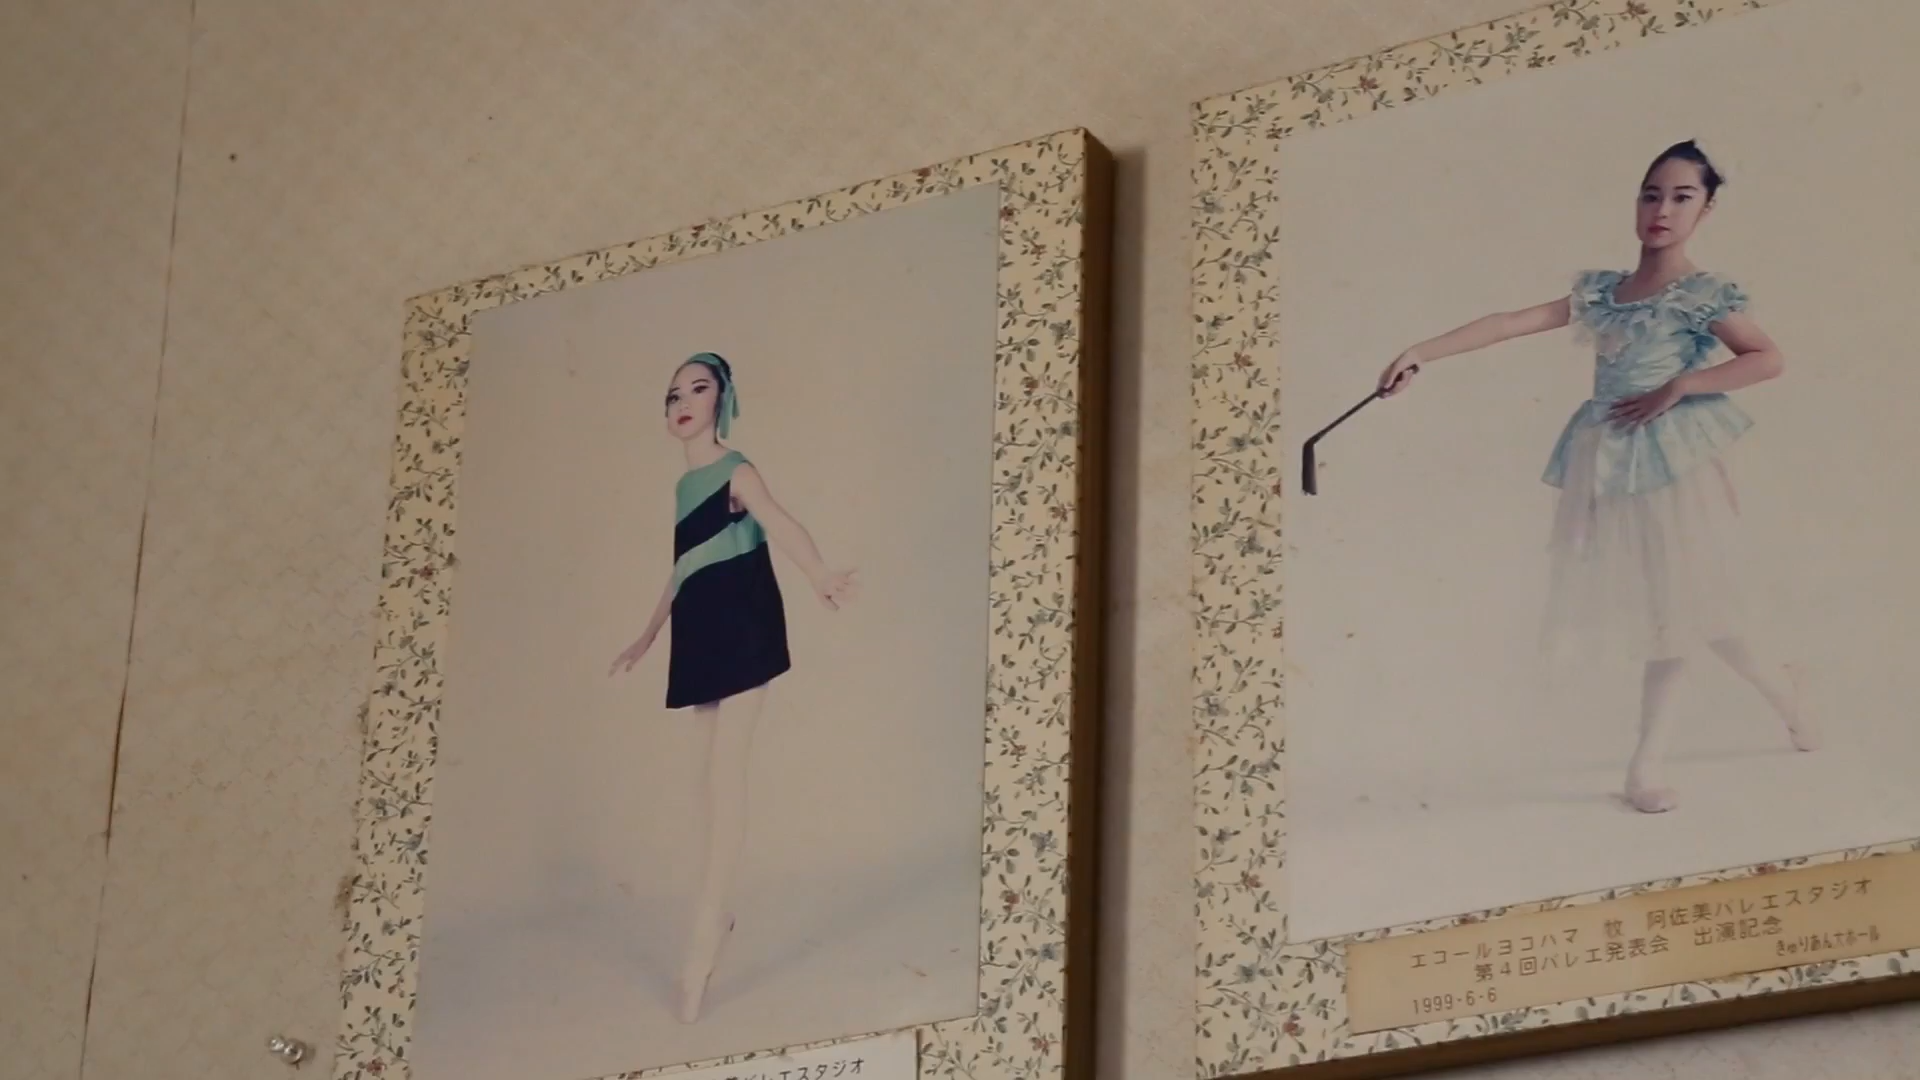 バレエスタジオ
エコールヨコハマ 牧 阿佐美バレエスタジオ
第4回バレエ発表会 出演記念
きゅりあん大ホール
1999-6-6